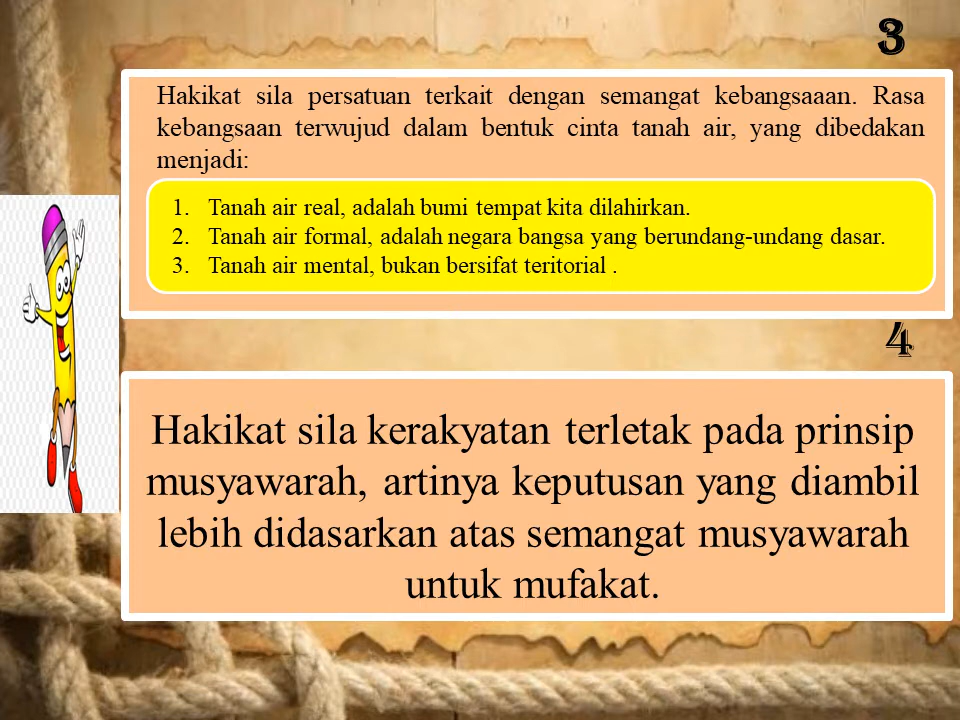 3
Hakikat sila persatuan terkait dengan semangat kebangsaaan. Rasa
kebangsaan terwujud dalam bentuk cinta tanah air, yang dibedakan
menjadi:
1. Tanah air real, adalah bumi tempat kita dilahirkan.
2. Tanah air formal, adalah negara bangsa yang berundang-undang dasar.
3. Tanah air mental, bukan bersifat teritorial .
4
Hakikat sila kerakyatan terletak pada prinsip
musyawarah, artinya keputusan yang diambil
lebih didasarkan atas semangat musyawarah
untuk mufakat.